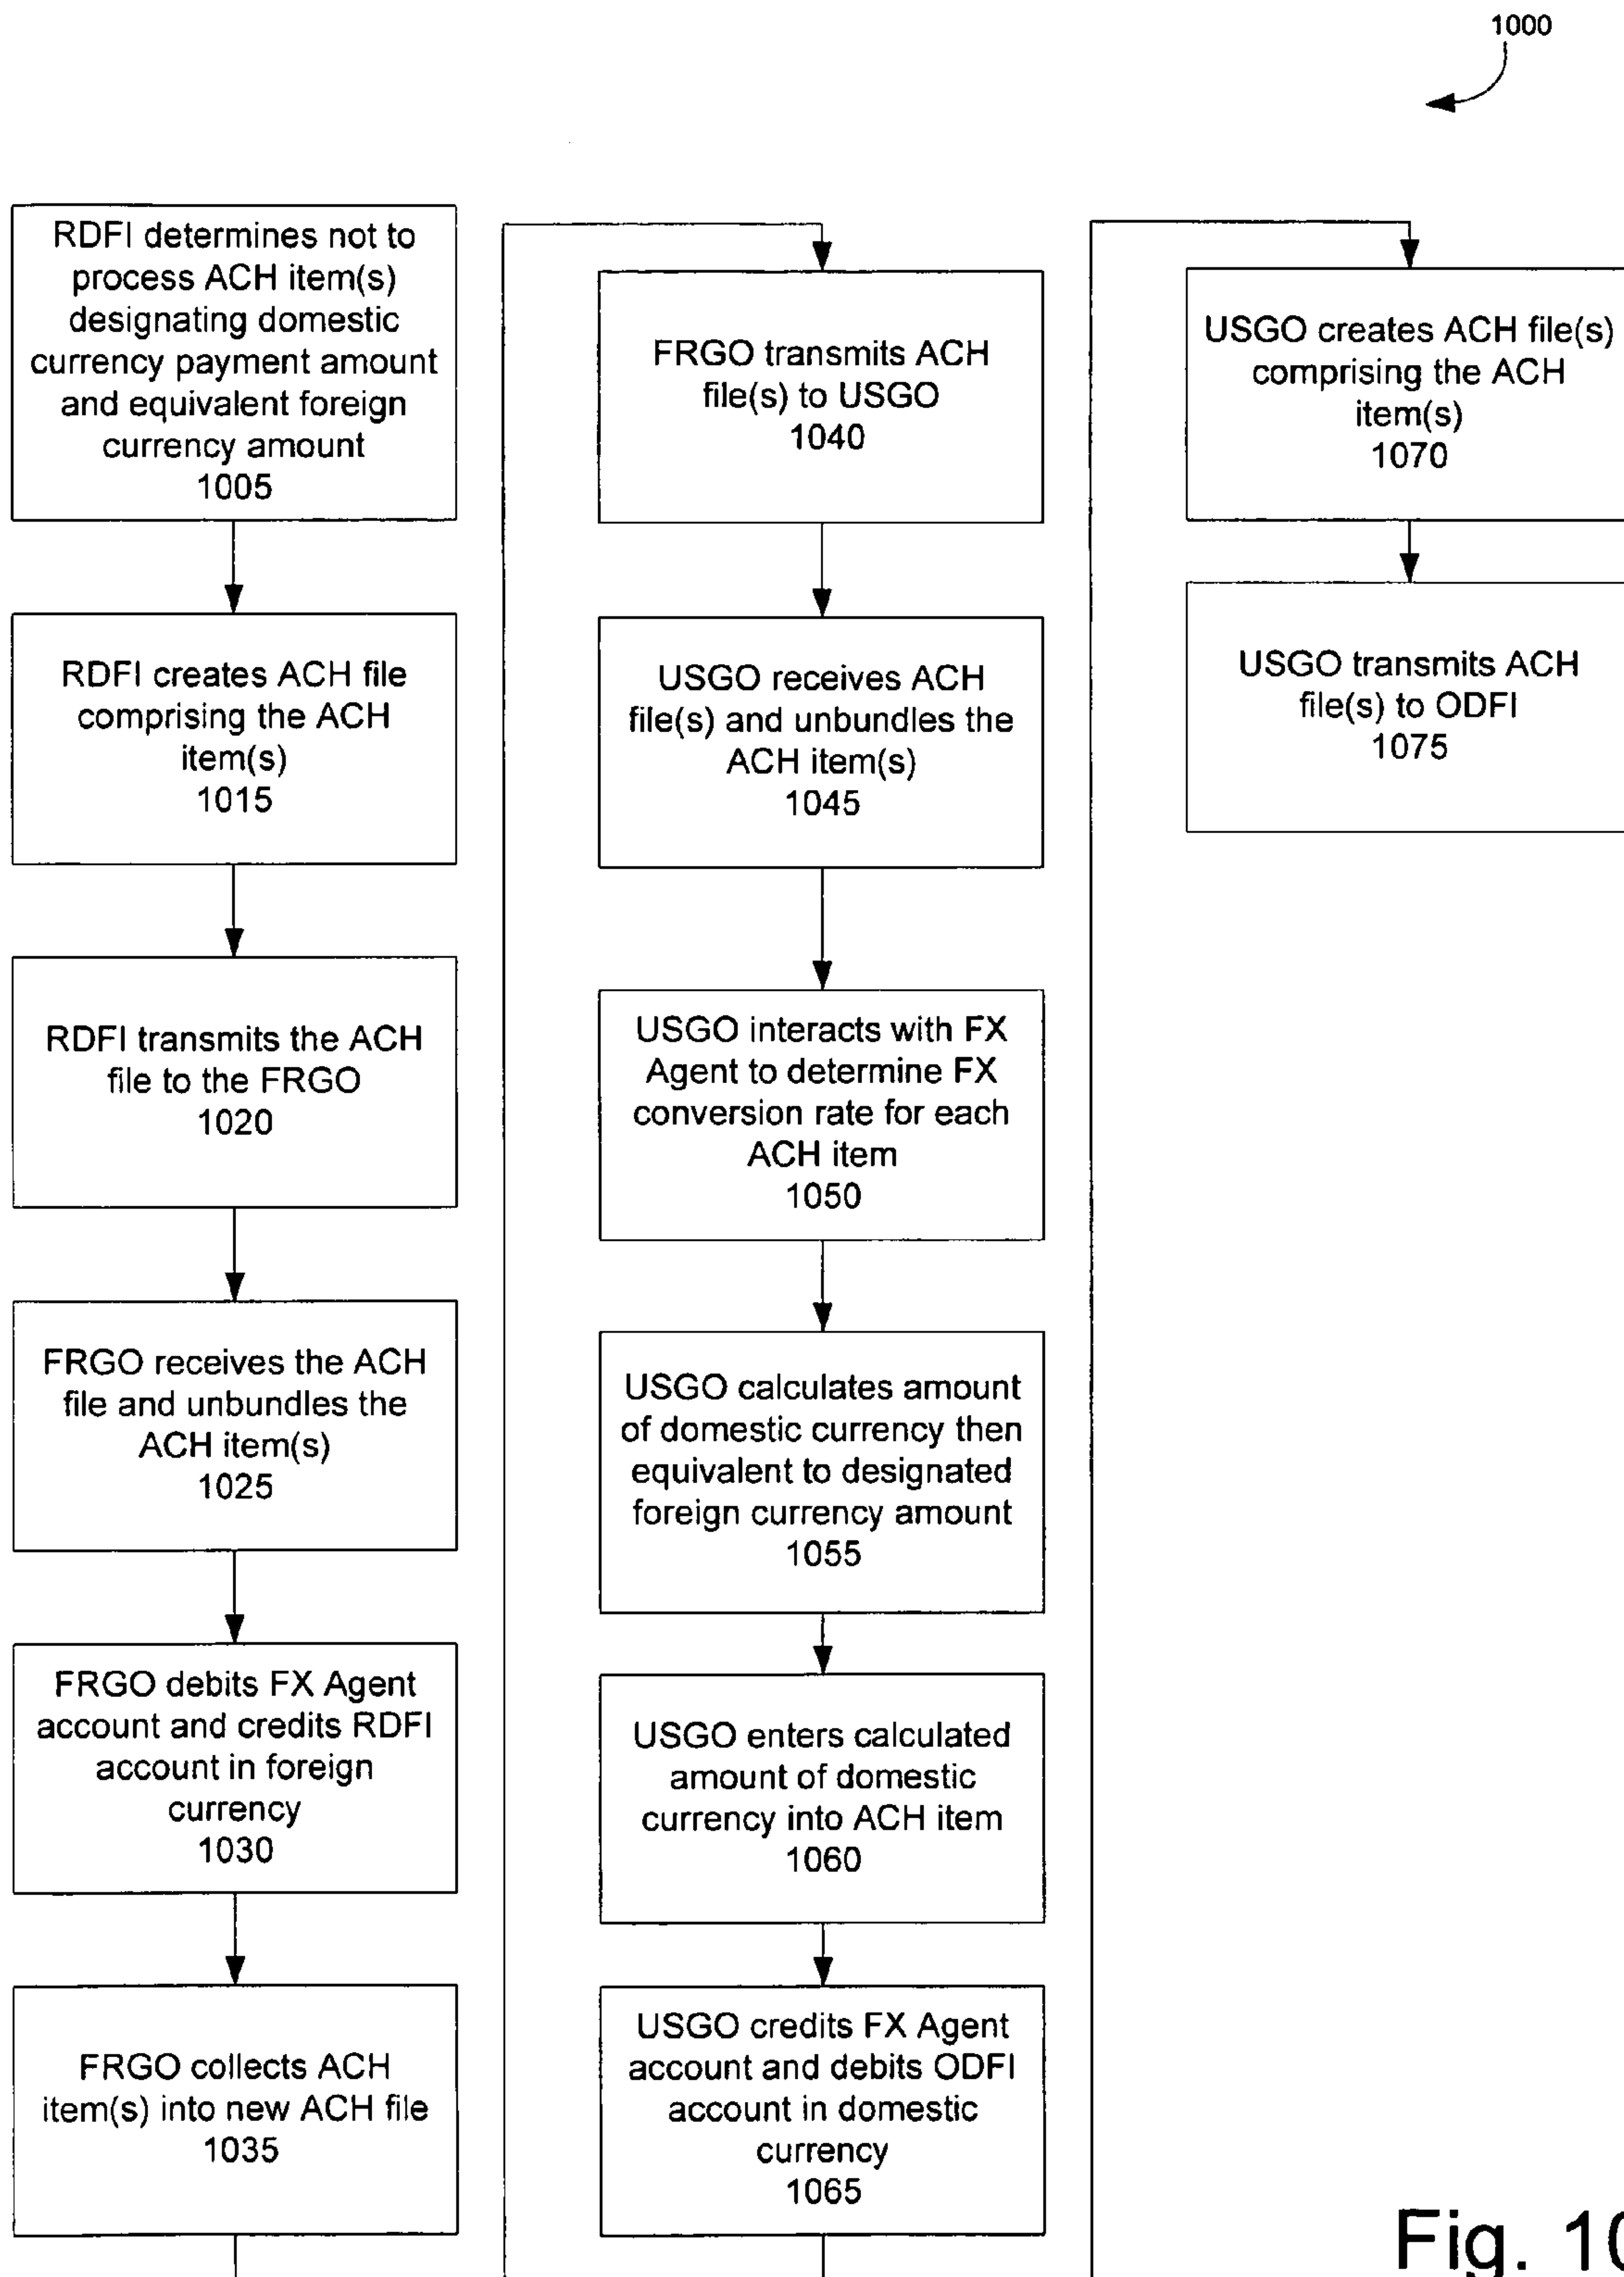 1000
RDFI determines not to
process ACH item(s)
designating domestic
currency payment amount
and equivalent foreign
currency amount
1005
RDFI creates ACH file
comprising the ACH
item(s)
1015
RDFI transmits the ACH
file to the FRGO
1020
FRGO receives the ACH
file and unbundles the
ACH item(s)
1025
FRGO debits FX Agent
account and credits RDFI
account in foreign
currency
1030
FRGO collects ACH
item(s) into new ACH file
1035
FRGO transmits ACH
file(s) to USGO
1040
USGO receives ACH
file(s) and unbundles the
ACH item(s)
1045
USGO interacts with FX
Agent to determine FX
conversion rate for each
ACH item
1050
USGO calculates amount
of domestic currency then
equivalent to designated
foreign currency amount
1055
USGO enters calculated
amount of domestic
currency into ACH item
1060
USGO credits FX Agent
account and debits ODFI
account in domestic
currency
1065
USGO creates ACH file(s)
comprising the ACH
item(s)
1070
USGO transmits ACH
file(s) to ODFI
1075
Fig. 10